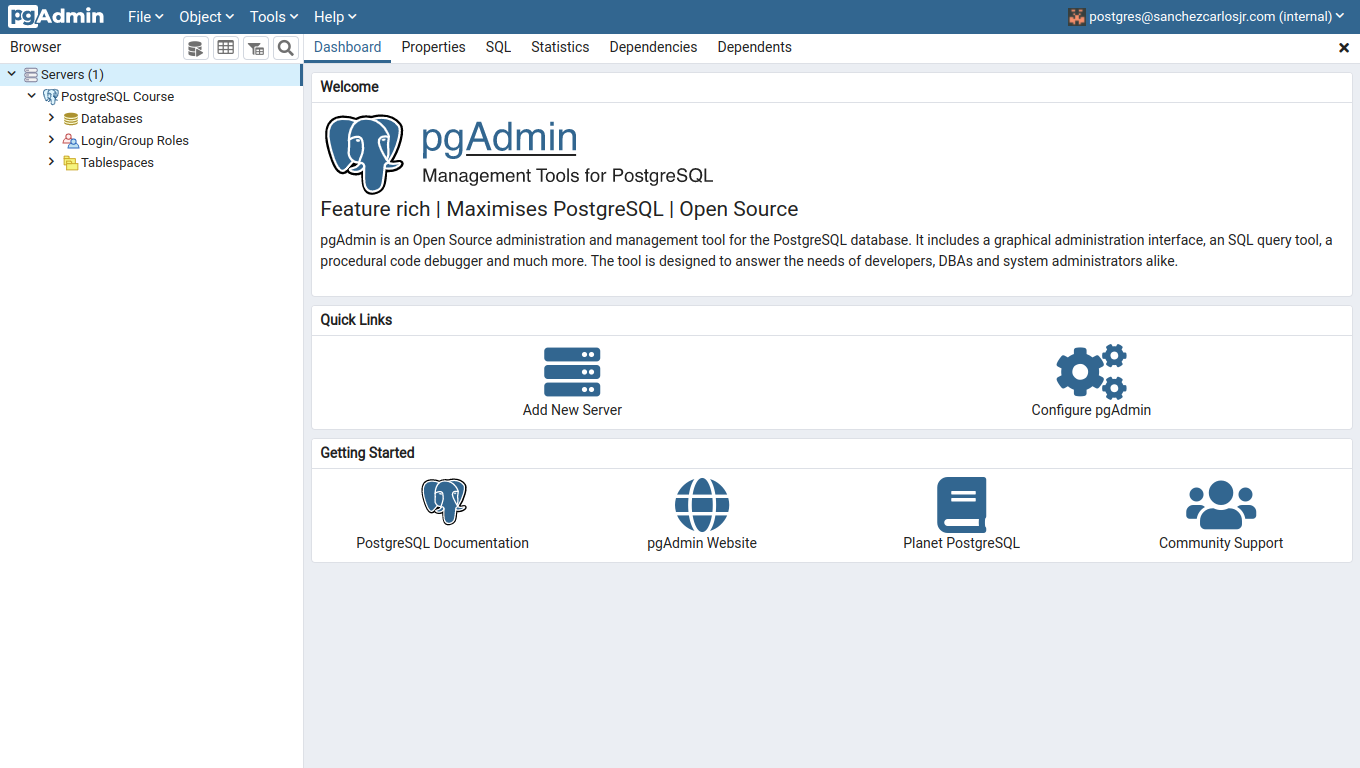 pgAdmin File Object Tools Help postgres@sanchezcarlosjr.com (internal)
Browser Dashboard Properties SQL Statistics Dependencies Dependents
Servers (1)
PostgreSQL Course
Databases
Login/Group Roles
Tablespaces
Welcome
pgAdmin
Management Tools for PostgreSQL
Feature rich | Maximises PostgreSQL | Open Source
pgAdmin is an Open Source administration and management tool for the PostgreSQL database. It includes a graphical administration interface, an SQL query tool, a
procedural code debugger and much more. The tool is designed to answer the needs of developers, DBAs and system administrators alike.
Quick Links
Add New Server Configure pgAdmin
Getting Started
PostgreSQL Documentation pgAdmin Website Planet PostgreSQL Community Support